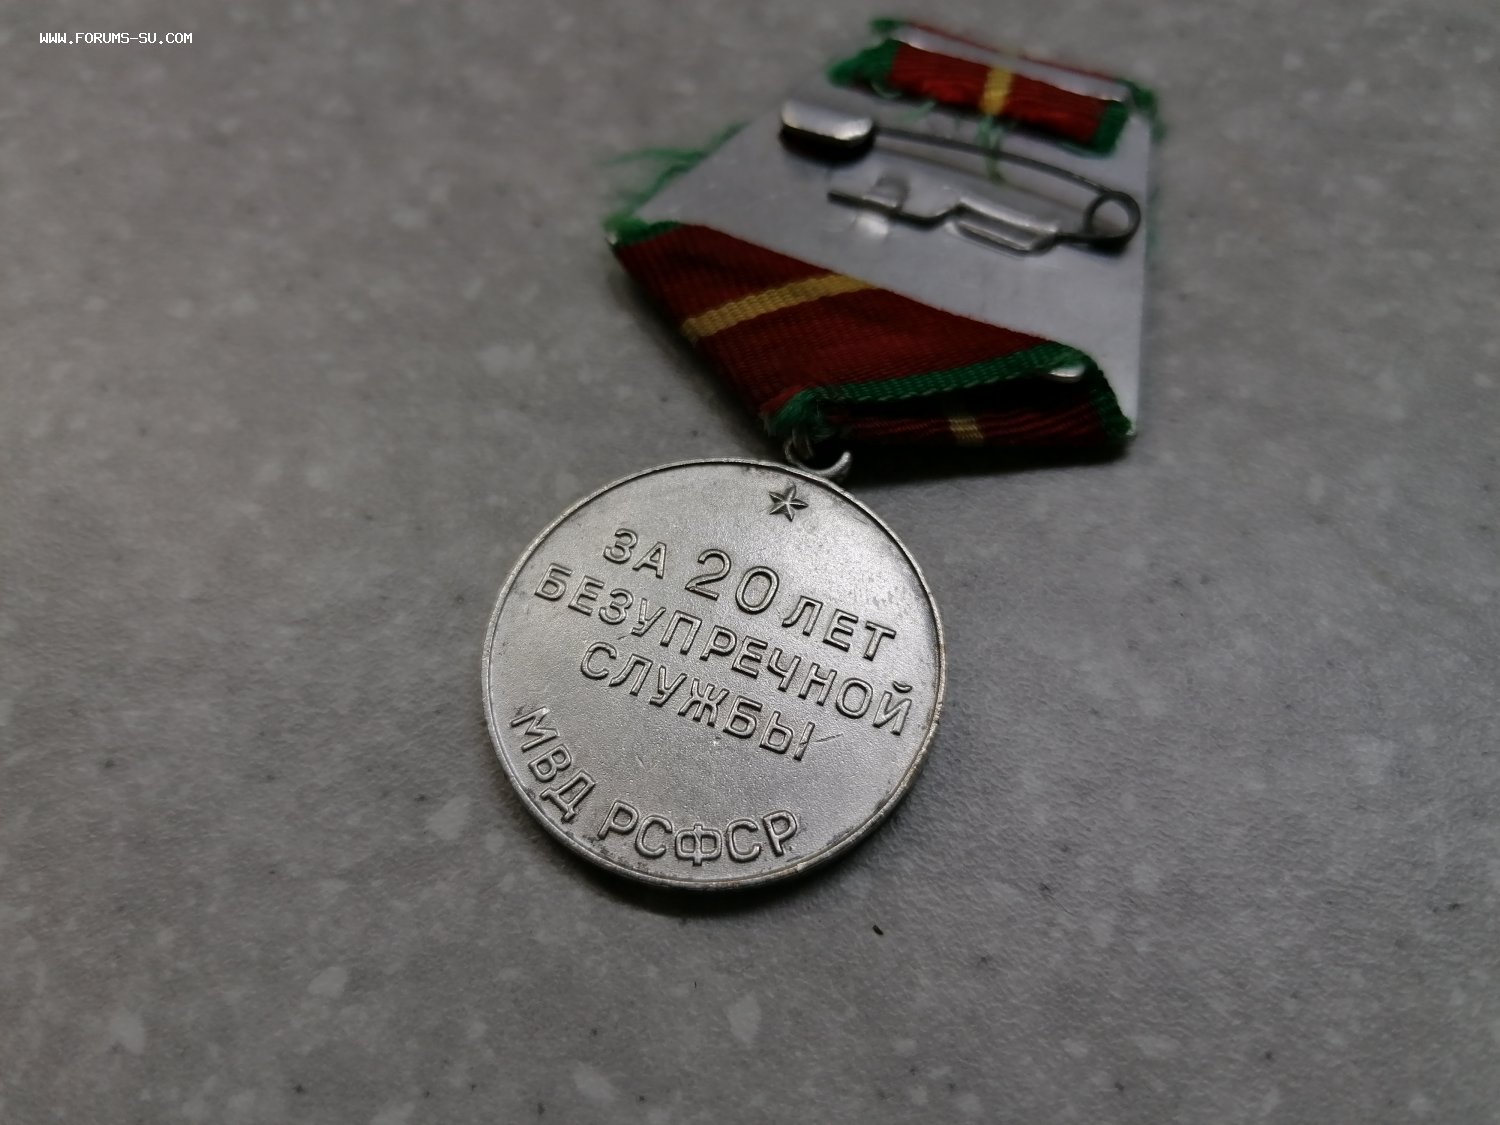 WWW.FORUMS-SU.COM
ЗА 20 ЛЕТ
БЕЗУПРЕЧНОЙ
СЛУЖБЫ
МВД РСФСР